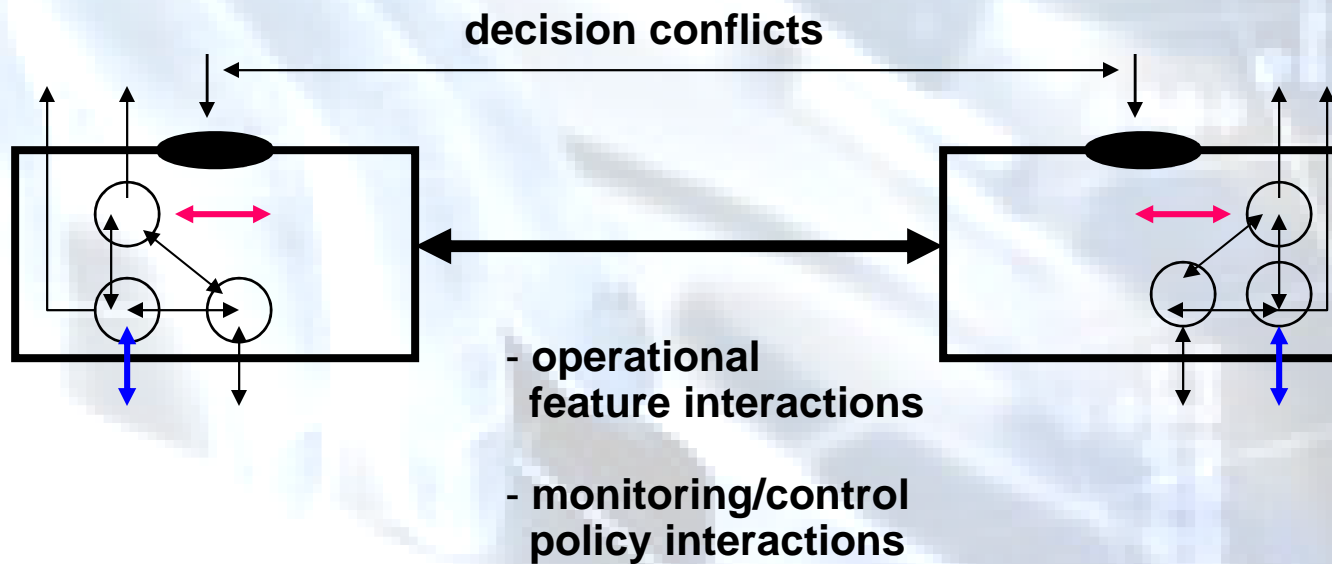 decision conflicts
- operational
feature interactions
- monitoring/control
policy interactions